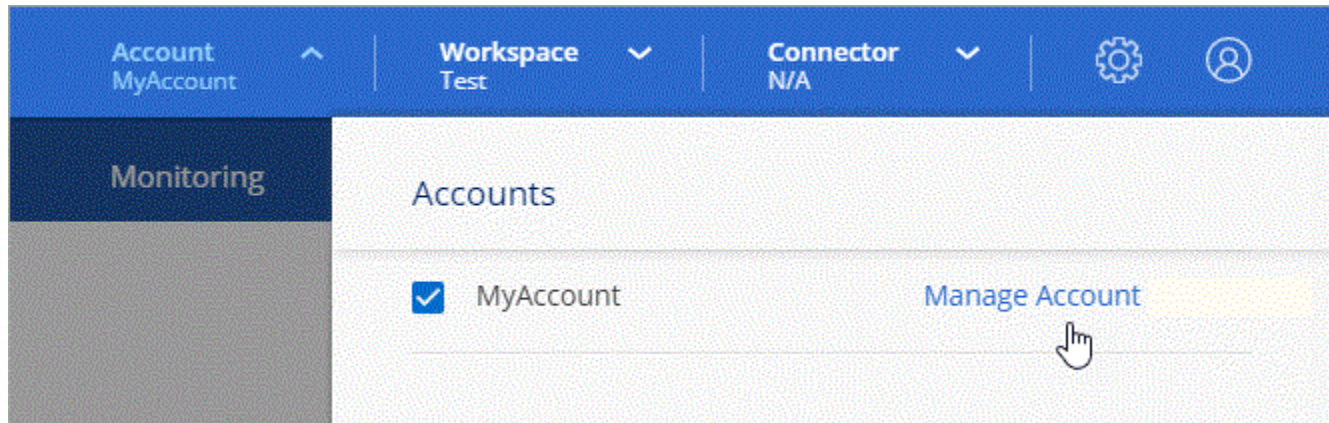 Account
MyAccount
Workspace
Test
Connector
N/A
Monitoring
Accounts
MyAccount
Manage Account